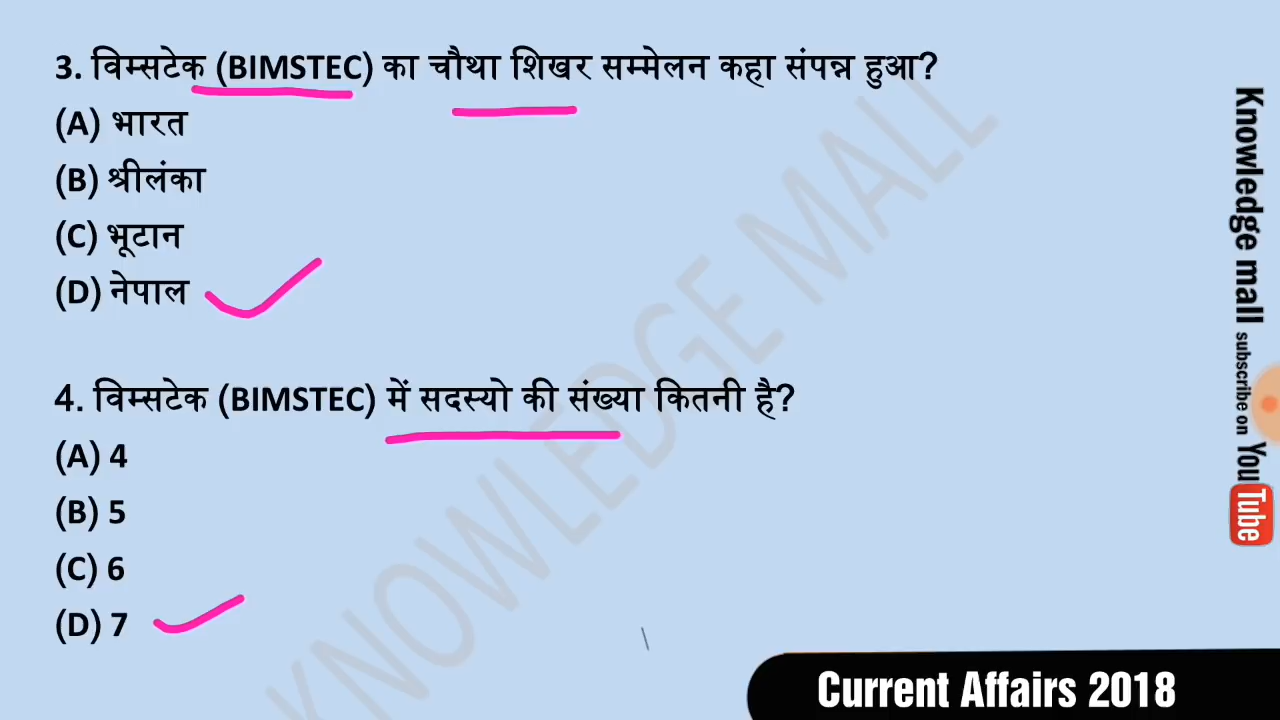 3. विम्सटेक (BIMSTEC) का चौथा शिखर सम्मेलन कहा संपन्न हुआ?
(A) भारत
(B) श्रीलंका
(C) भूटान
(D) नेपाल
4. विम्सटेक (BIMSTEC) में सदस्यो की संख्या कितनी है?
(A) 4
(B) 5
(C) 6
(D) 7
KNOWLEDGE MALL
Knowledge mall subscribe on YouTube
Current Affairs 2018